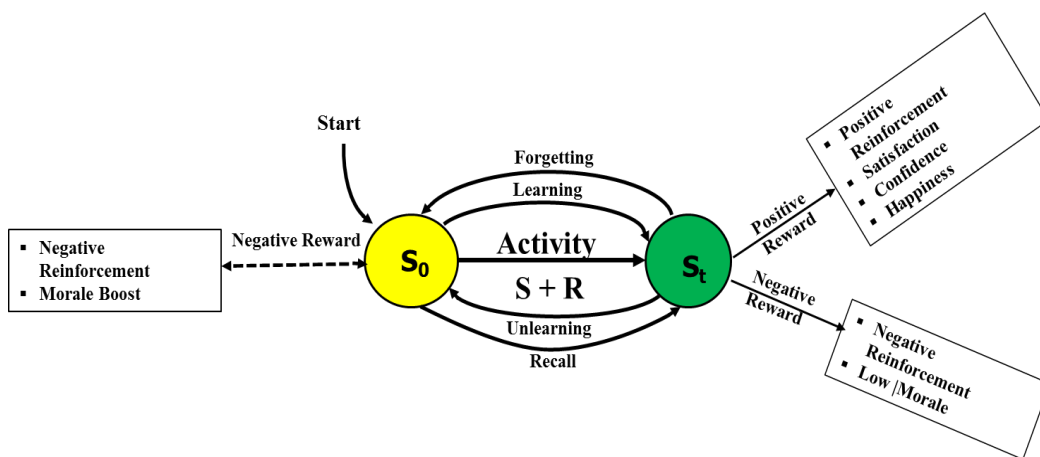 Start
Forgetting
Learning
Negative Reward
▪ Negative
Reinforcement
▪ Morale Boost
S0
Activity
S + R
St
Unlearning
Recall
Positive
Reward
▪ Positive
Reinforcement
▪ Satisfaction
▪ Confidence
▪ Happiness
Negative
Reward
▪ Negative
Reinforcement
▪ Low |Morale